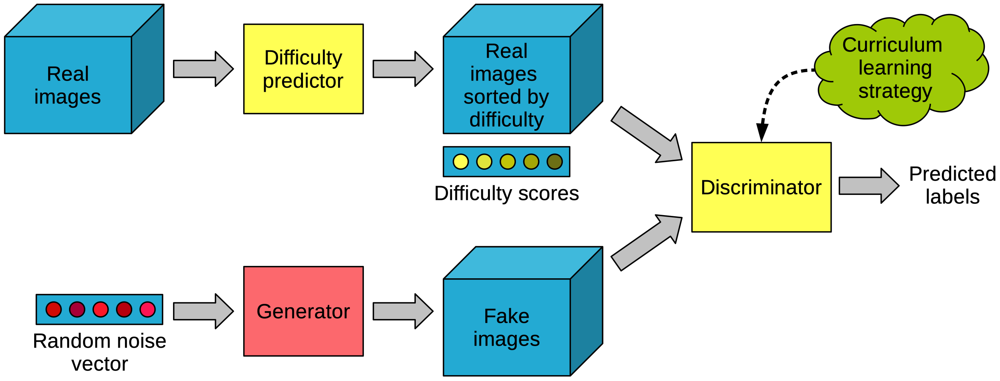 Real
images
Difficulty
predictor
Real
images
sorted by
difficulty
Difficulty scores
Curriculum
learning
strategy
Discriminator
Predicted
labels
Random noise
vector
Generator
Fake
images